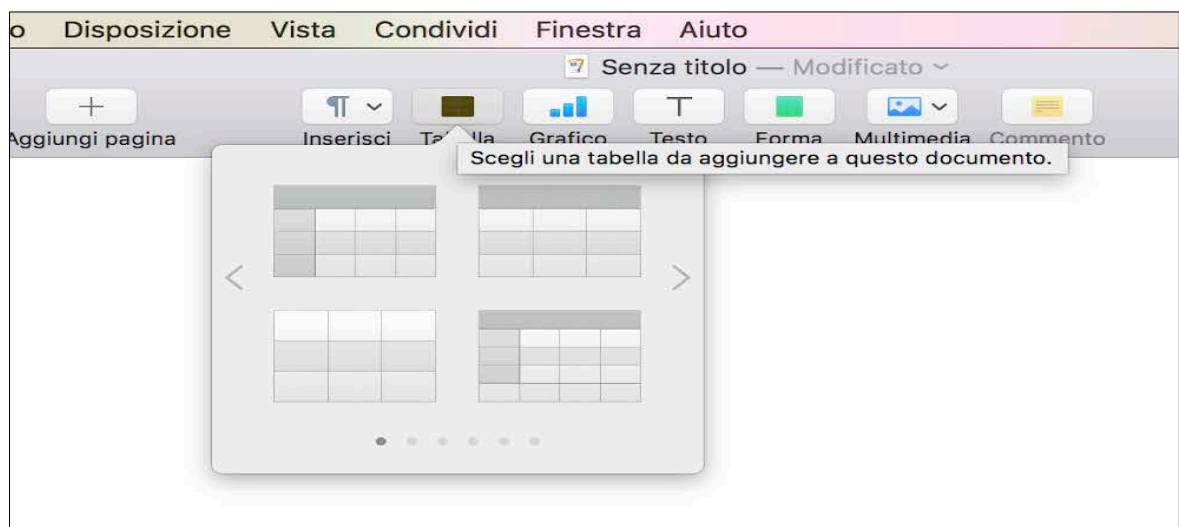 o Disposizione Vista Condividi Finestra Aiuto
Senza titolo — Modificato
Aggiungi pagina Inserisci Grafico Testo Forma Multimedia Commento
Scegli una tabella da aggiungere a questo documento.